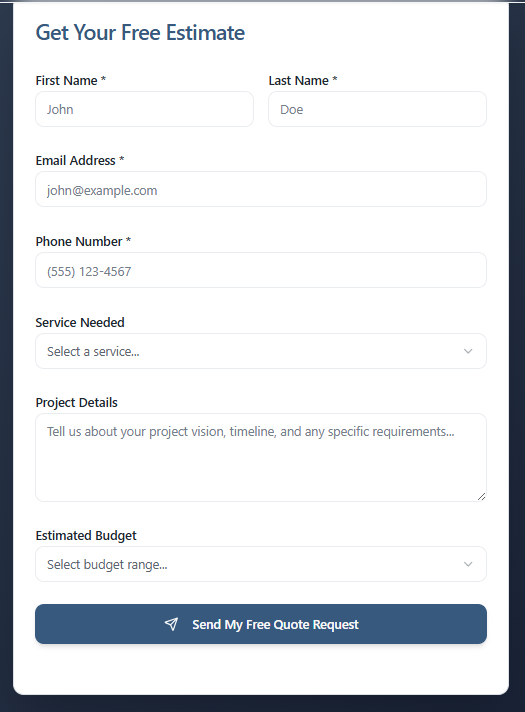 Get Your Free Estimate
First Name *
Last Name *
John
Doe
Email Address *
john@example.com
Phone Number *
(555) 123-4567
Service Needed
Select a service...
Project Details
Tell us about your project vision, timeline, and any specific requirements...
Estimated Budget
Select budget range...
Send My Free Quote Request